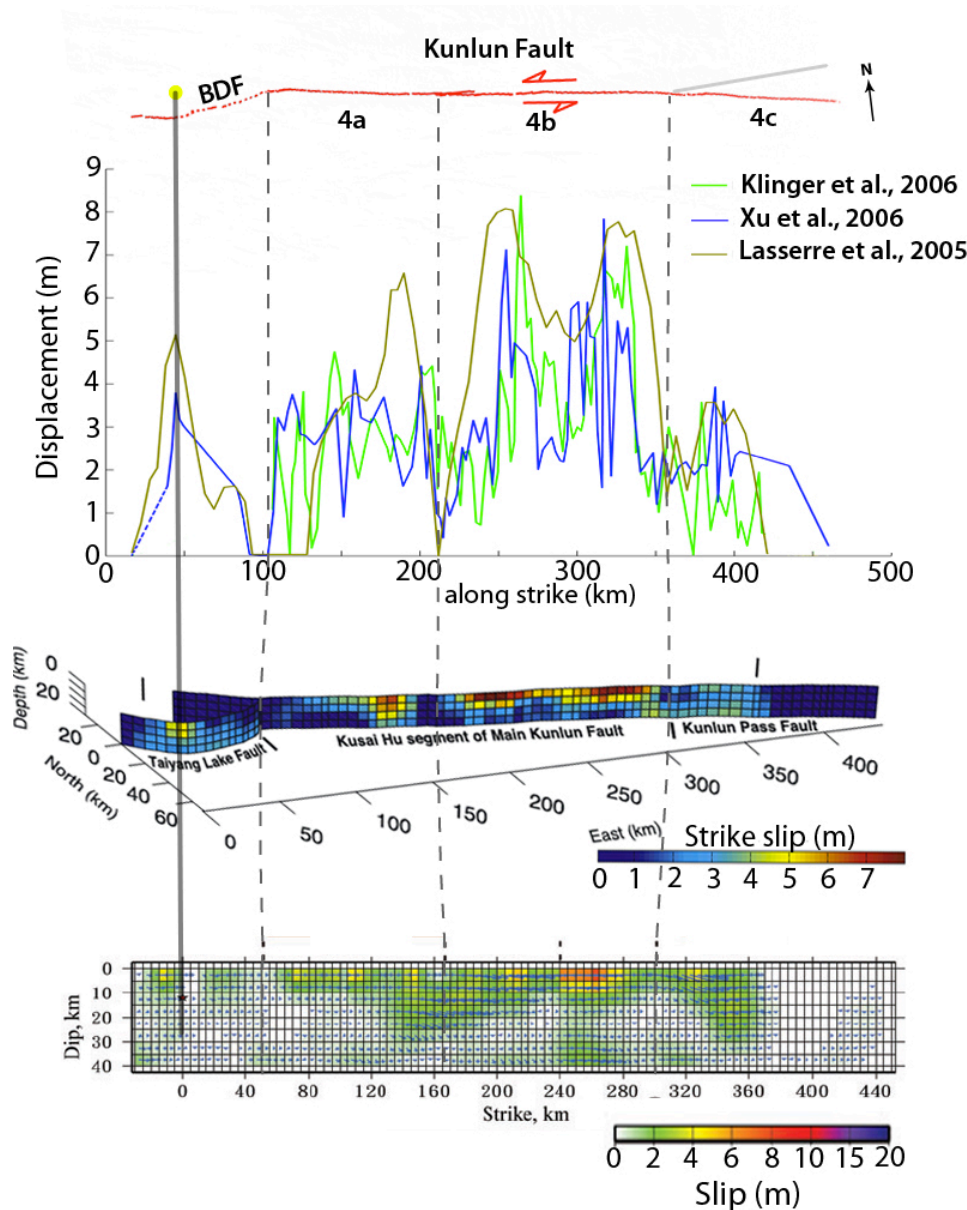 Kunlun Fault
BDF
N
4a
4b
4c
9
8
7
6
5
4
3
2
1
0
Displacement (m)
Klinger et al., 2006
Xu et al., 2006
Lasserre et al., 2005
0
100
200
300
400
500
along strike (km)
Depth (km)
0
20
20
0
20
40
60
North (km)
Taiyang Lake Fault
Kusai Hu segment of Main Kunlun Fault
Kunlun Pass Fault
0
50
100
150
200
250
300
350
400
East (km)
Strike slip (m)
0 1 2 3 4 5 6 7
Dip, km
0
10
20
30
40
0 40 80 120 160 200 240 280 320 360 400 440
Strike, km
0 2 4 6 8 10 15 20
Slip (m)